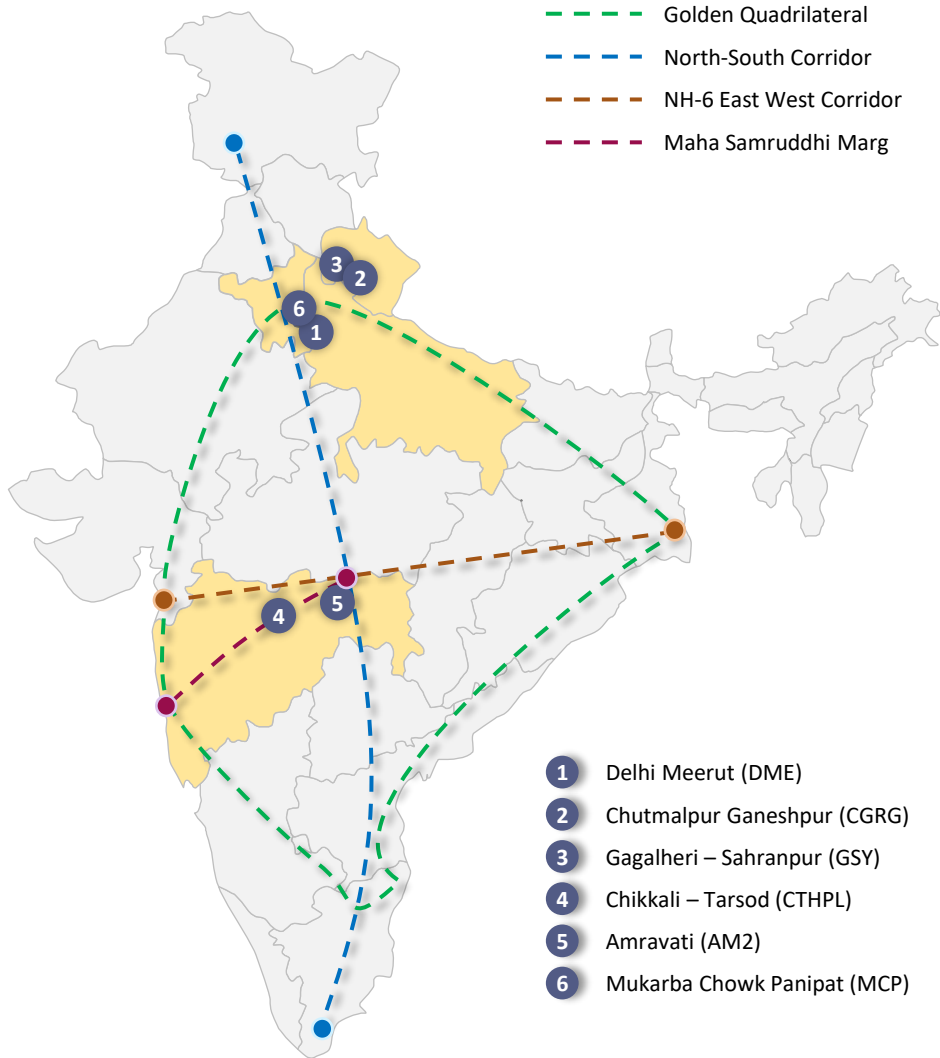 Golden Quadrilateral
North-South Corridor
NH-6 East West Corridor
Maha Samruddhi Marg
3
2
6
1
4
5
1 Delhi Meerut (DME)
2 Chutmalpur Ganeshpur (CGRG)
3 Gagalheri – Sahranpur (GSY)
4 Chikkali – Tarsod (CTHPL)
5 Amravati (AM2)
6 Mukarba Chowk Panipat (MCP)